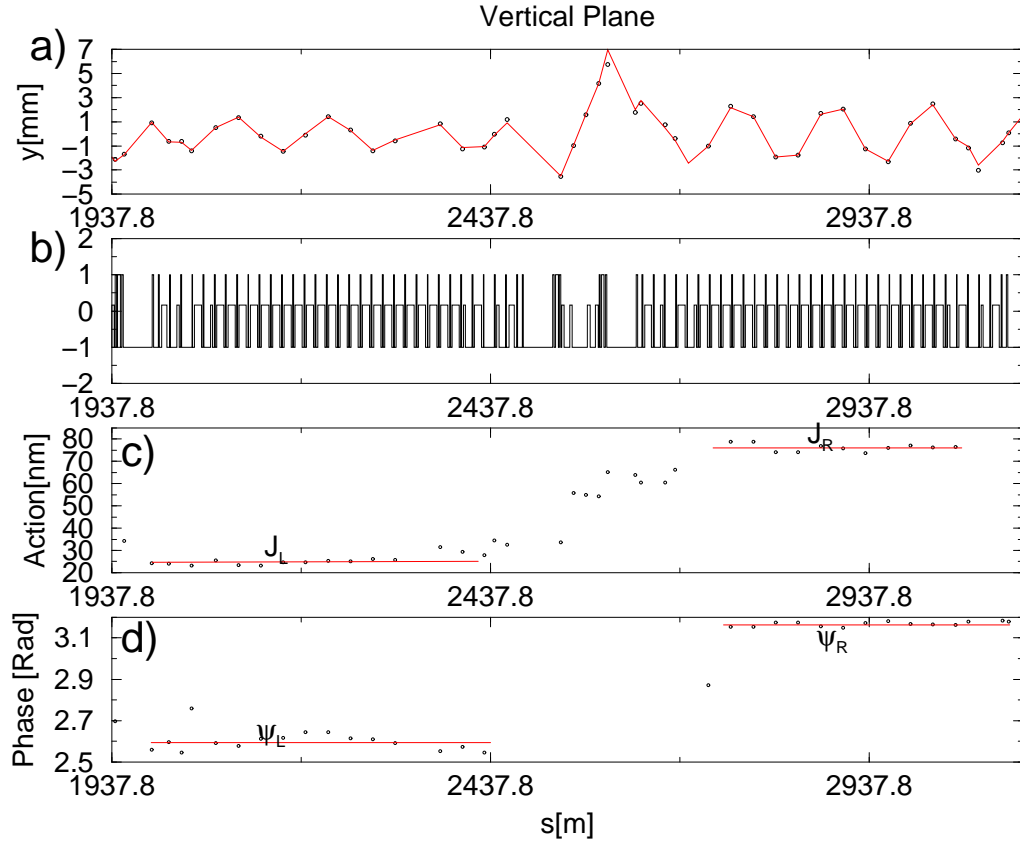 Vertical Plane
a)
y[mm]
7
3
1
-1
-3
-5
1937.8 2437.8 2937.8
b)
2
1
0
-1
-2
1937.8 2437.8 2937.8
c)
Action[nm]
80
70
60
50
40
30
20
J_L
J_R
1937.8 2437.8 2937.8
d)
Phase [Rad]
3.1
2.9
2.7
2.5
ψ_L
ψ_R
1937.8 2437.8 2937.8
s[m]